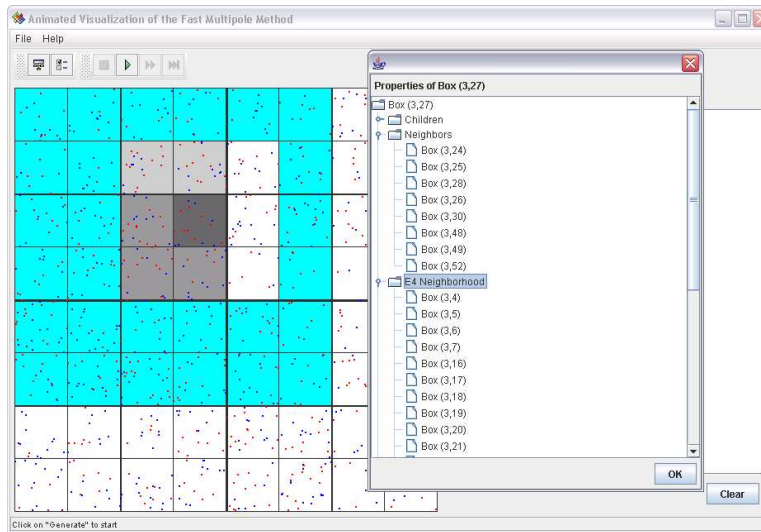 Animated Visualization of the Fast Multipole Method
File Help
Properties of Box (3,27)
Box (3,27)
Children
Neighbors
Box (3,24)
Box (3,25)
Box (3,28)
Box (3,26)
Box (3,30)
Box (3,48)
Box (3,49)
Box (3,52)
E4 Neighborhood
Box (3,4)
Box (3,5)
Box (3,6)
Box (3,7)
Box (3,16)
Box (3,17)
Box (3,18)
Box (3,19)
Box (3,20)
Box (3,21)
OK
Clear
Click on "Generate" to start